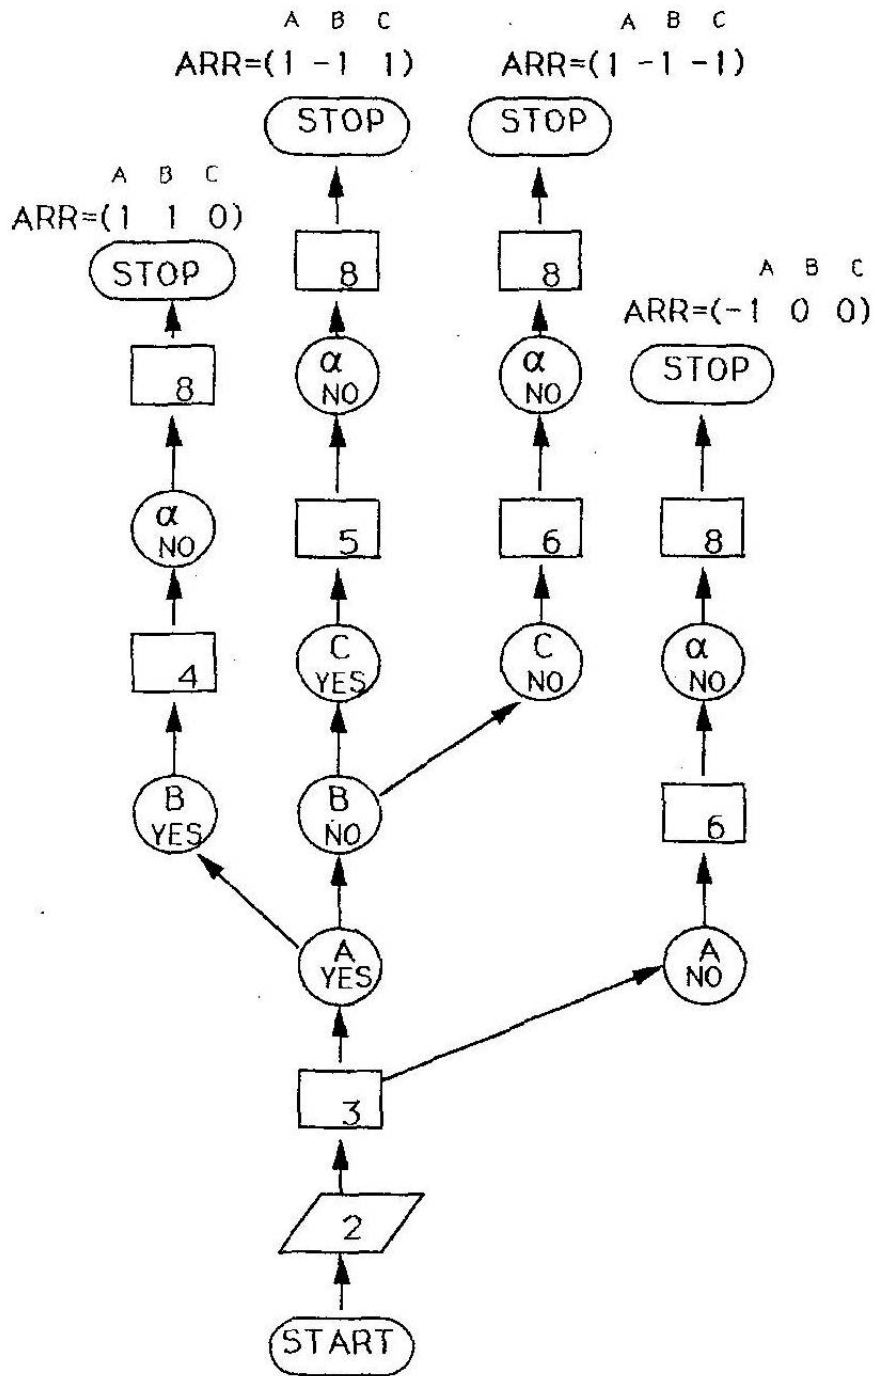 A B C
ARR=(1 -1 1)
STOP
A B C
ARR=(1 -1 -1)
STOP
A B C
ARR=(1 1 0)
STOP
8
8
A B C
ARR=(-1 0 0)
STOP
8
α
NO
α
NO
α
NO
5
6
8
4
C
YES
C
NO
α
NO
B
YES
B
NO
6
A
YES
A
NO
3
2
START